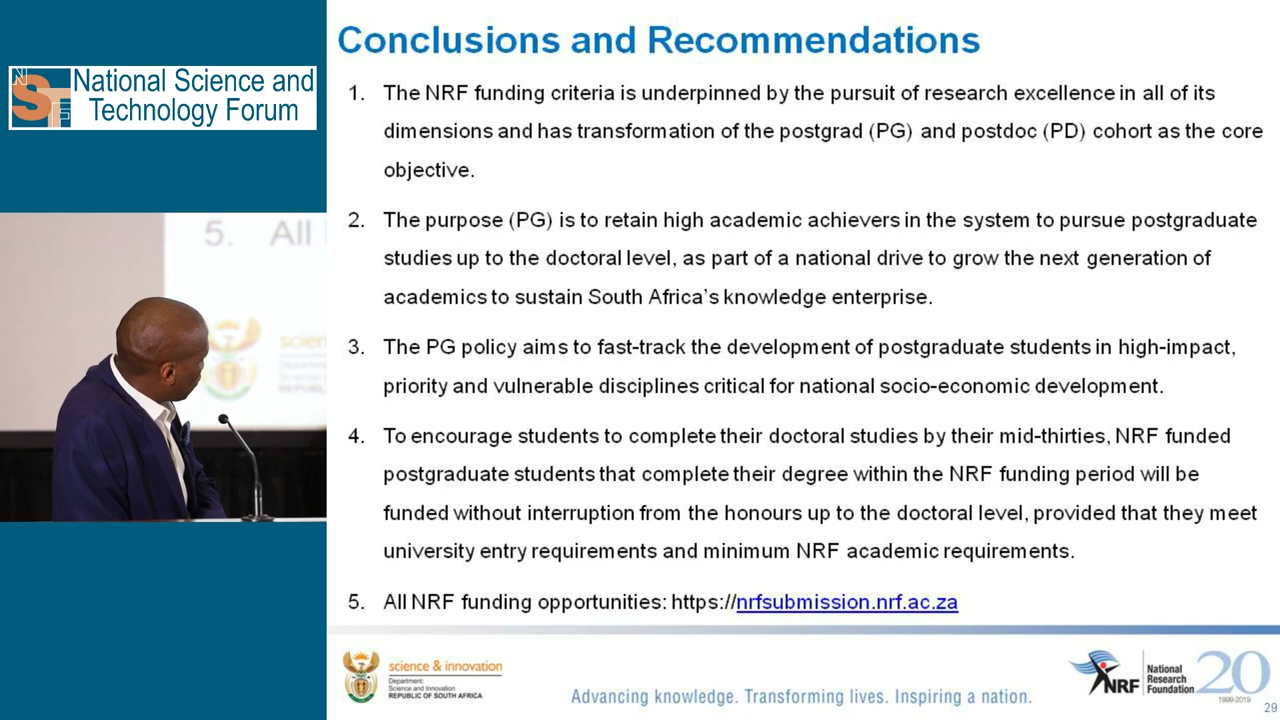 NSTF
National Science and
Technology Forum
5. All
scien
Department:
REPUBLIC OF SOUTH
Conclusions and Recommendations
1. The NRF funding criteria is underpinned by the pursuit of research excellence in all of its
dimensions and has transformation of the postgrad (PG) and postdoc (PD) cohort as the core
objective.
2. The purpose (PG) is to retain high academic achievers in the system to pursue postgraduate
studies up to the doctoral level, as part of a national drive to grow the next generation of
academics to sustain South Africa's knowledge enterprise.
3. The PG policy aims to fast-track the development of postgraduate students in high-impact,
priority and vulnerable disciplines critical for national socio-economic development.
4. To encourage students to complete their doctoral studies by their mid-thirties, NRF funded
postgraduate students that complete their degree within the NRF funding period will be
funded without interruption from the honours up to the doctoral level, provided that they meet
university entry requirements and minimum NRF academic requirements.
5. All NRF funding opportunities: https://nrfsubmission.nrf.ac.za
science & innovation
Department:
Science and Innovation
REPUBLIC OF SOUTH AFRICA
Advancing knowledge. Transforming lives. Inspiring a nation.
NRF
National
Research
Foundation
20
1999-2019
29